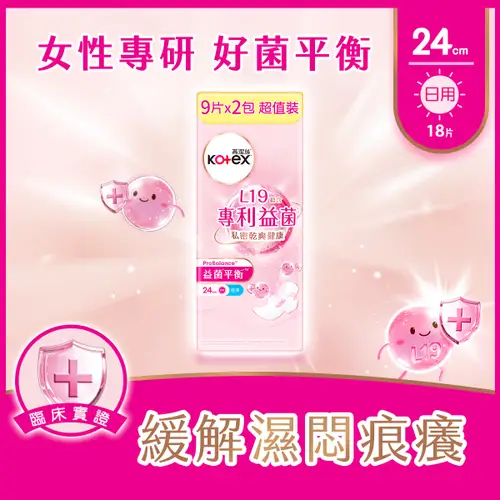 女性專研 好菌平衡
24cm
日用
18片
9片x2包 超值裝
高潔絲
Kotex
L19
專利益菌
私密乾爽健康
ProBalance
益菌平衡
24cm
L19
臨床實證
緩解濕悶痕癢